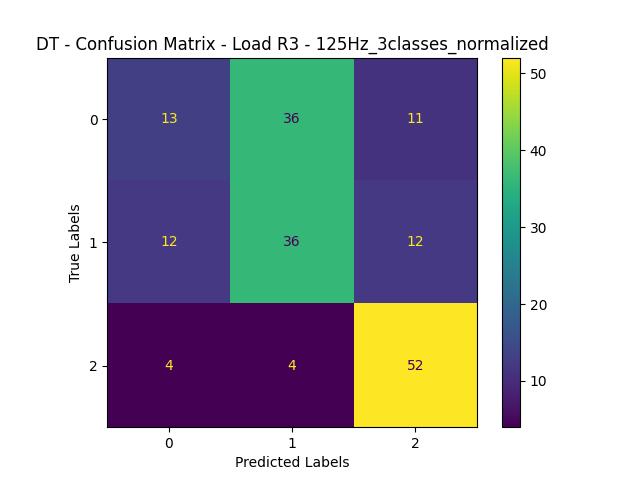 DT - Confusion Matrix - Load R3 - 125Hz_3classes_normalized
True Labels
0 13 36 11
1 12 36 12
2 4 4 52
0 1 2
Predicted Labels
50
40
30
20
10